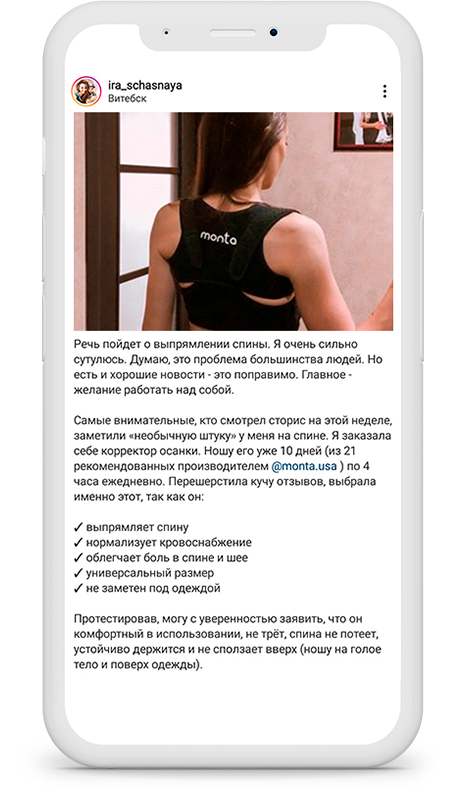 ira_schasnaya
Витебск
monta
Речь пойдет о выпрямлении спины. Я очень сильно
сутулюсь. Думаю, это проблема большинства людей. Но
есть и хорошие новости - это поправимо. Главное -
желание работать над собой.
Самые внимательные, кто смотрел сторис на этой неделе,
заметили «необычную штуку» у меня на спине. Я заказала
себе корректор осанки. Ношу его уже 10 дней (из 21
рекомендованных производителем @monta.usa ) по 4
часа ежедневно. Перешерстила кучу отзывов, выбрала
именно этот, так как он:
✓ выпрямляет спину
✓ нормализует кровоснабжение
✓ облегчает боль в спине и шее
✓ универсальный размер
✓ не заметен под одеждой
Протестировав, могу с уверенностью заявить, что он
комфортный в использовании, не трёт, спина не потеет,
устойчиво держится и не сползает вверх (ношу на голое
тело и поверх одежды).